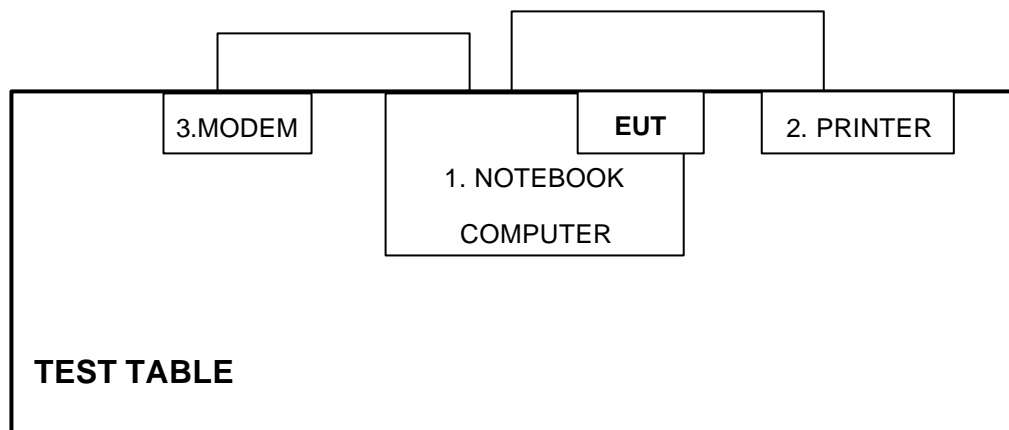 3.MODEM
EUT
2. PRINTER
1. NOTEBOOK
COMPUTER
TEST TABLE